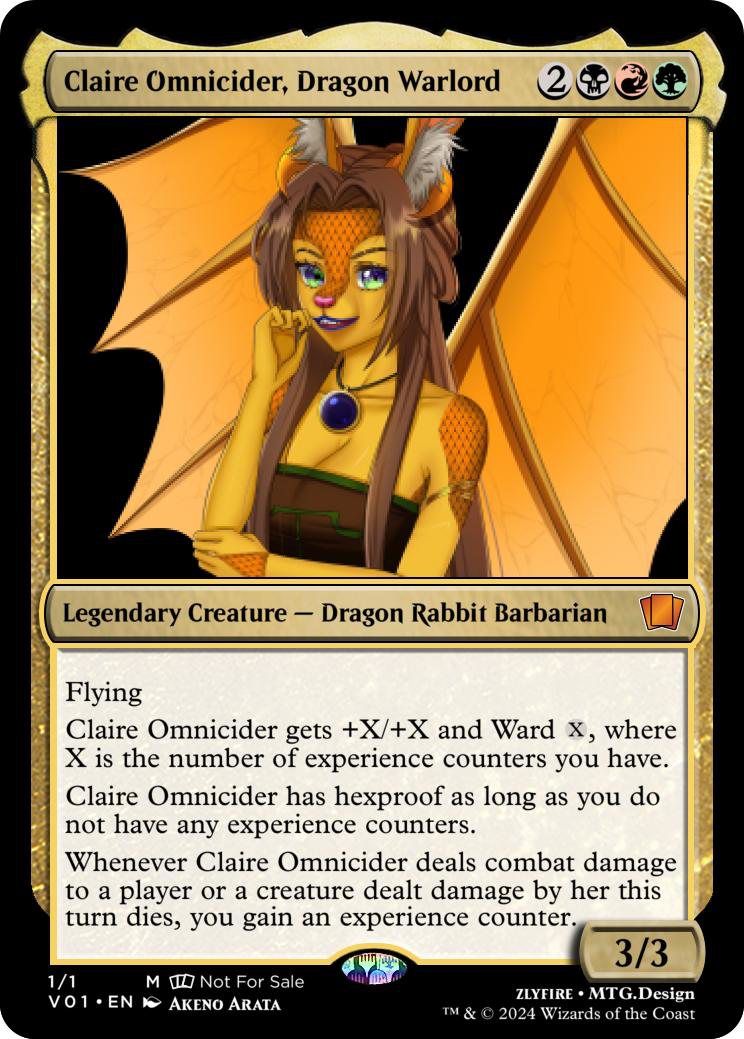 Claire Omnicider, Dragon Warlord 2
Legendary Creature — Dragon Rabbit Barbarian
Flying
Claire Omnicider gets +X/+X and Ward X, where
X is the number of experience counters you have.
Claire Omnicider has hexproof as long as you do
not have any experience counters.
Whenever Claire Omnicider deals combat damage
to a player or a creature dealt damage by her this
turn dies, you gain an experience counter.
3/3
1/1 M Not For Sale
V01 • EN Akeno Arata
ZLYFIRE • MTG.Design
™ & © 2024 Wizards of the Coast